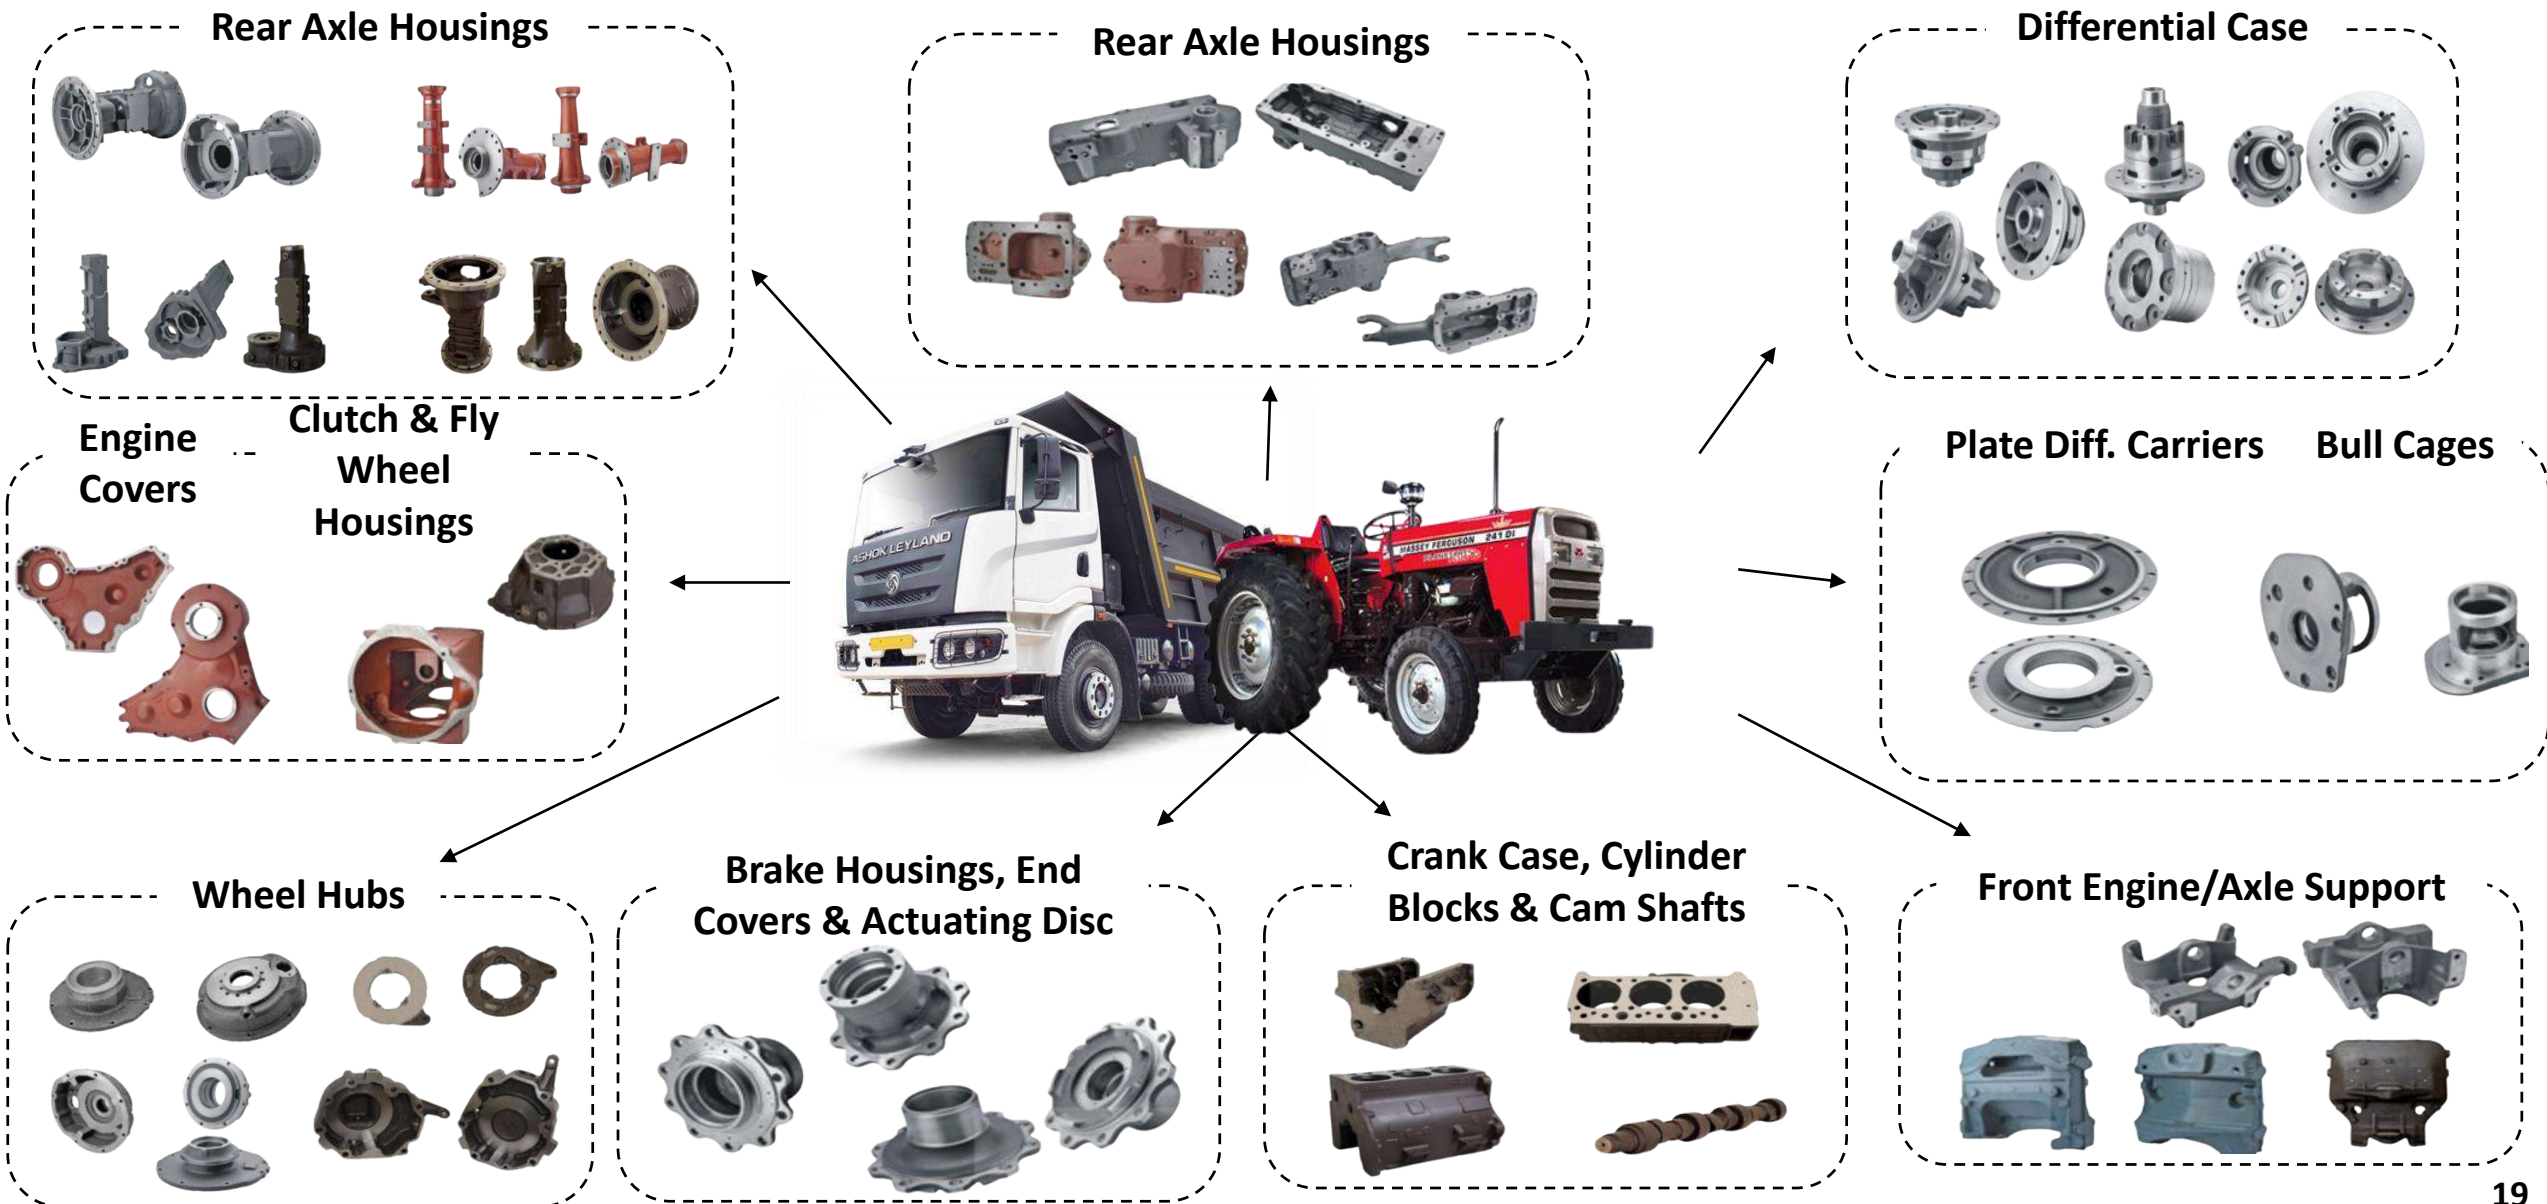 Rear Axle Housings
Rear Axle Housings
Differential Case
Engine
Covers
Clutch & Fly
Wheel
Housings
Plate Diff. Carriers
Bull Cages
ASHOK LEYLAND
MASSEY FERGUSON 241 DI
Wheel Hubs
Brake Housings, End
Covers & Actuating Disc
Crank Case, Cylinder
Blocks & Cam Shafts
Front Engine/Axle Support
19